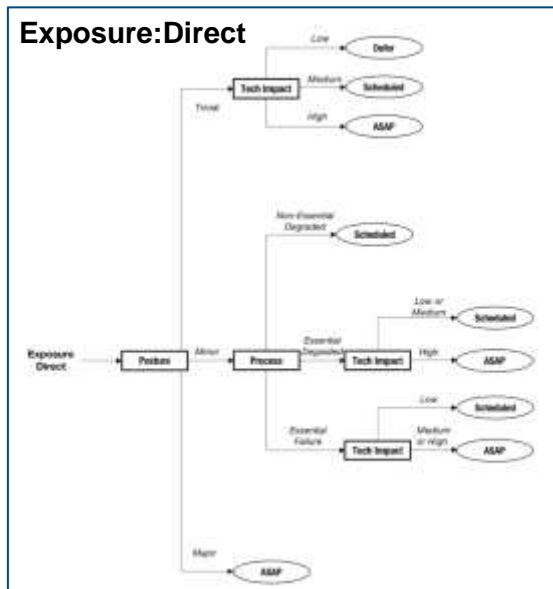 Exposure:Direct
Low
Defer
Tech Impact
Medium
Scheduled
Trivial
High
ASAP
Non-Essential
Degraded
Scheduled
Low or
Medium
Scheduled
Exposure
Direct
Posture
Minor
Process
Essential
Degraded
Tech Impact
High
ASAP
Low
Scheduled
Essential
Failure
Tech Impact
Medium
or High
ASAP
Major
ASAP